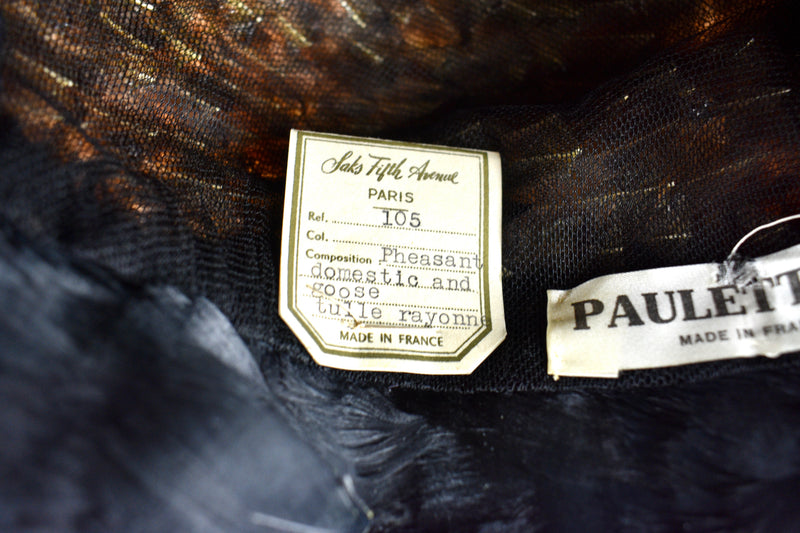 Saks Fifth Avenue
PARIS
Ref. 105
Col.
Composition Pheasant
domestic and
goose
tulle rayonne
MADE IN FRANCE
PAULETT
MADE IN FRA